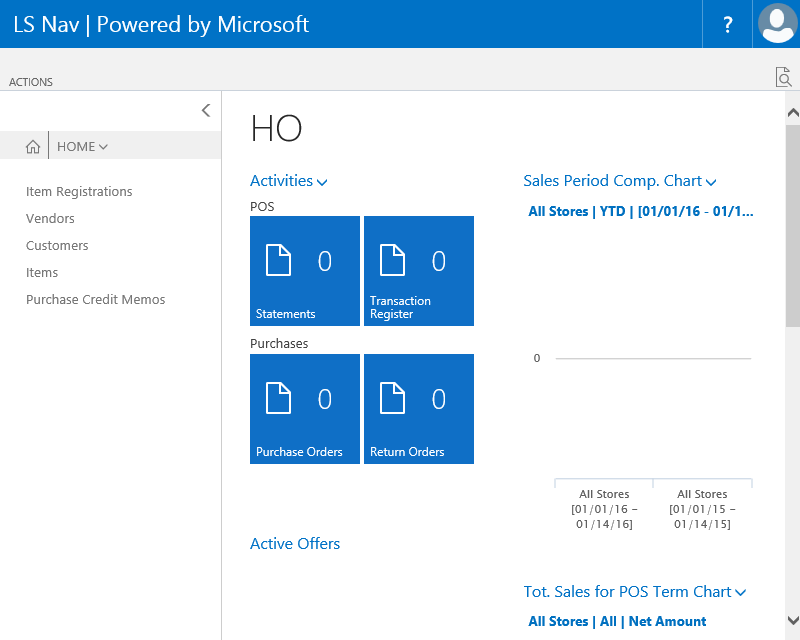 LS Nav | Powered by Microsoft
?
ACTIONS
HOME
Item Registrations
Vendors
Customers
Items
Purchase Credit Memos
HO
Activities
POS
0
Statements
0
Transaction
Register
Purchases
0
Purchase Orders
0
Return Orders
Active Offers
Sales Period Comp. Chart
All Stores | YTD | [01/01/16 - 01/1...
0
All Stores
[01/01/16 –
01/14/16]
All Stores
[01/01/15 –
01/14/15]
Tot. Sales for POS Term Chart
All Stores | All | Net Amount